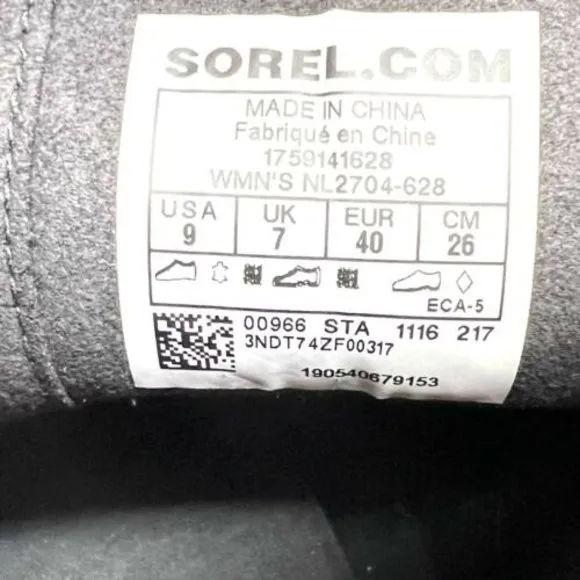 SOREL.COM
MADE IN CHINA
Fabriqué en Chine
1759141628
WMN'S NL2704-628
USA UK EUR CM
9 7 40 26
ECA-5
00966 STA 1116 217
3NDT74ZF00317
190540679153